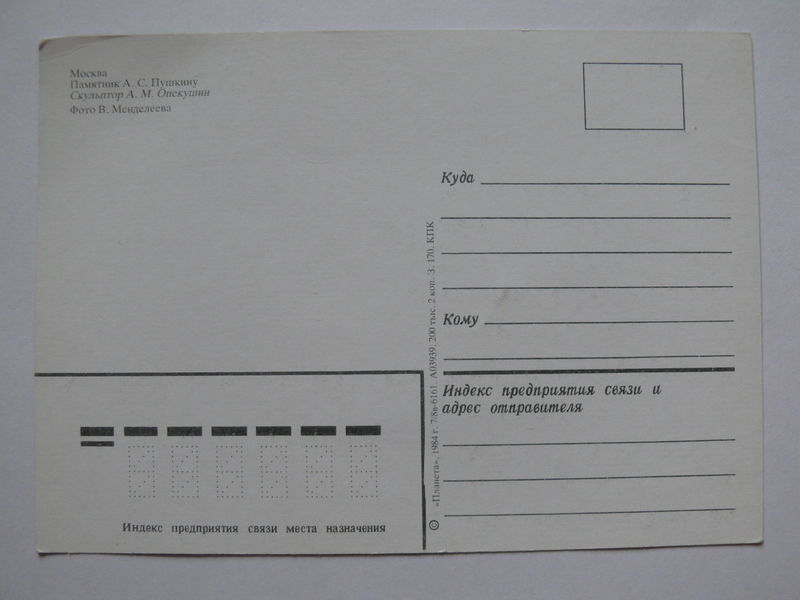 Москва
Памятник А. С. Пушкину
Скульптор А. М. Опекушин
Фото В. Менделеева
Куда
Кому
Индекс предприятия связи и
адрес отправителя
© «Планета», 1984 г. 7/8в-6161. А03939. 200 тыс. 2 коп. З. 170. КПК
Индекс предприятия связи места назначения